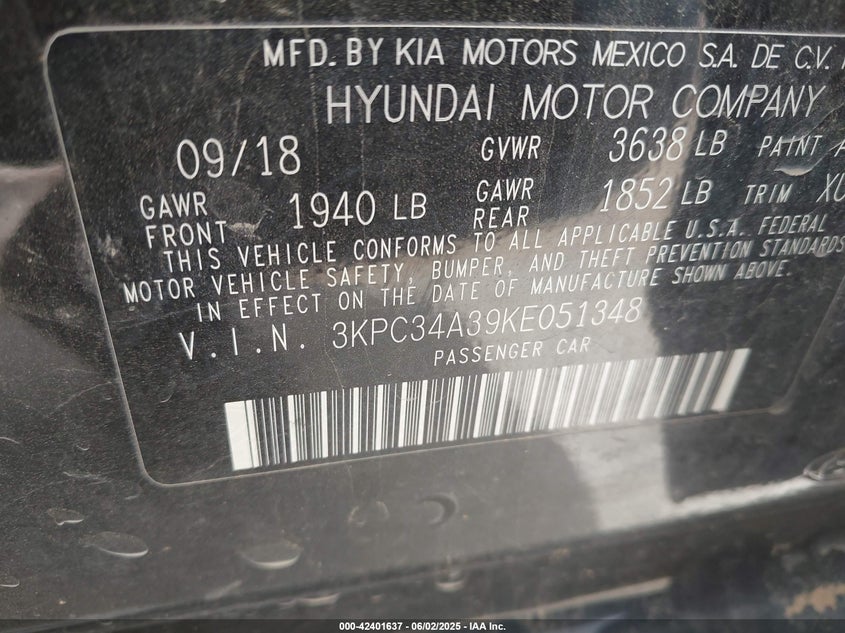 MFD. BY KIA MOTORS MEXICO S.A. DE C.V.
HYUNDAI MOTOR COMPANY
09/18 GVWR 3638 LB PAINT
GAWR FRONT 1940 LB GAWR REAR 1852 LB TRIM XU
THIS VEHICLE CONFORMS TO ALL APPLICABLE U.S.A. FEDERAL
MOTOR VEHICLE SAFETY, BUMPER, AND THEFT PREVENTION STANDARDS
IN EFFECT ON THE DATE OF MANUFACTURE SHOWN ABOVE.
V.I.N. 3KPC34A39KE051348
PASSENGER CAR
000-42401637 - 06/02/2025 - IAA Inc.